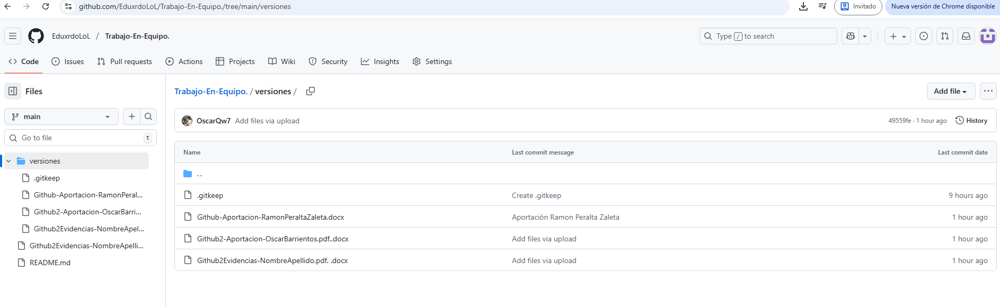 github.com/EduxrdoLoL/Trabajo-En-Equipo./tree/main/versiones
Invitado
Nueva versión de Chrome disponible
EduxrdoLoL / Trabajo-En-Equipo.
Type / to search
Code
Issues
Pull requests
Actions
Projects
Wiki
Security
Insights
Settings
Files
main
Go to file
t
versiones
.gitkeep
Github-Aportacion-RamonPeral...
Github2-Aportacion-OscarBarri...
Github2Evidencias-NombreApel...
Github2Evidencias-NombreApelli...
README.md
Trabajo-En-Equipo. / versiones /
Add file
OscarQw7 Add files via upload
49559fe · 1 hour ago
History
Name Last commit message Last commit date
..
.gitkeep Create .gitkeep 9 hours ago
Github-Aportacion-RamonPeraltaZaleta.docx Aportación Ramon Peralta Zaleta 1 hour ago
Github2-Aportacion-OscarBarrientos.pdf..docx Add files via upload 1 hour ago
Github2Evidencias-NombreApellido.pdf. .docx Add files via upload 1 hour ago